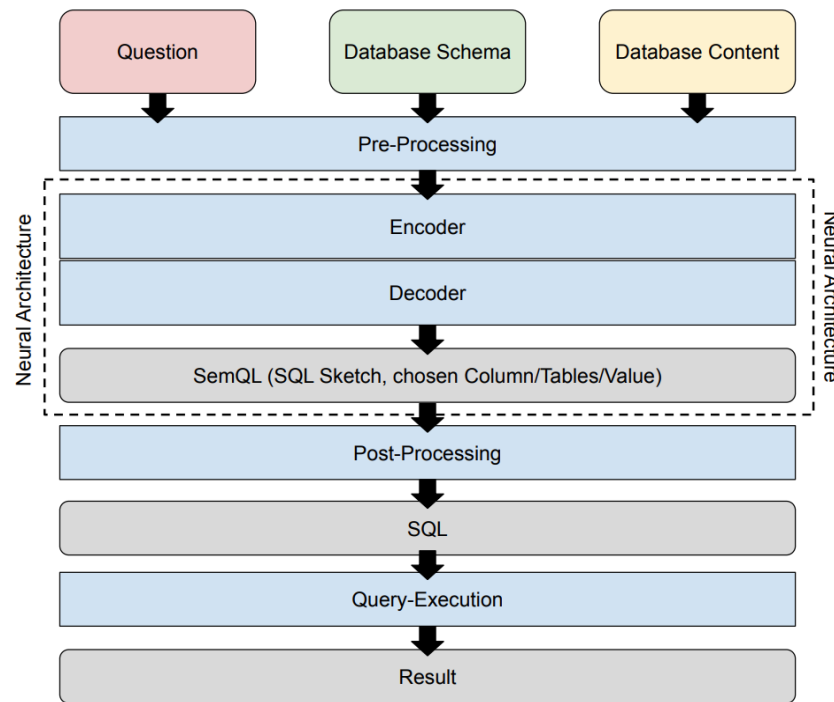 Question
Database Schema
Database Content
Pre-Processing
Neural Architecture
Encoder
Decoder
SemQL (SQL Sketch, chosen Column/Tables/Value)
Neural Architecture
Post-Processing
SQL
Query-Execution
Result